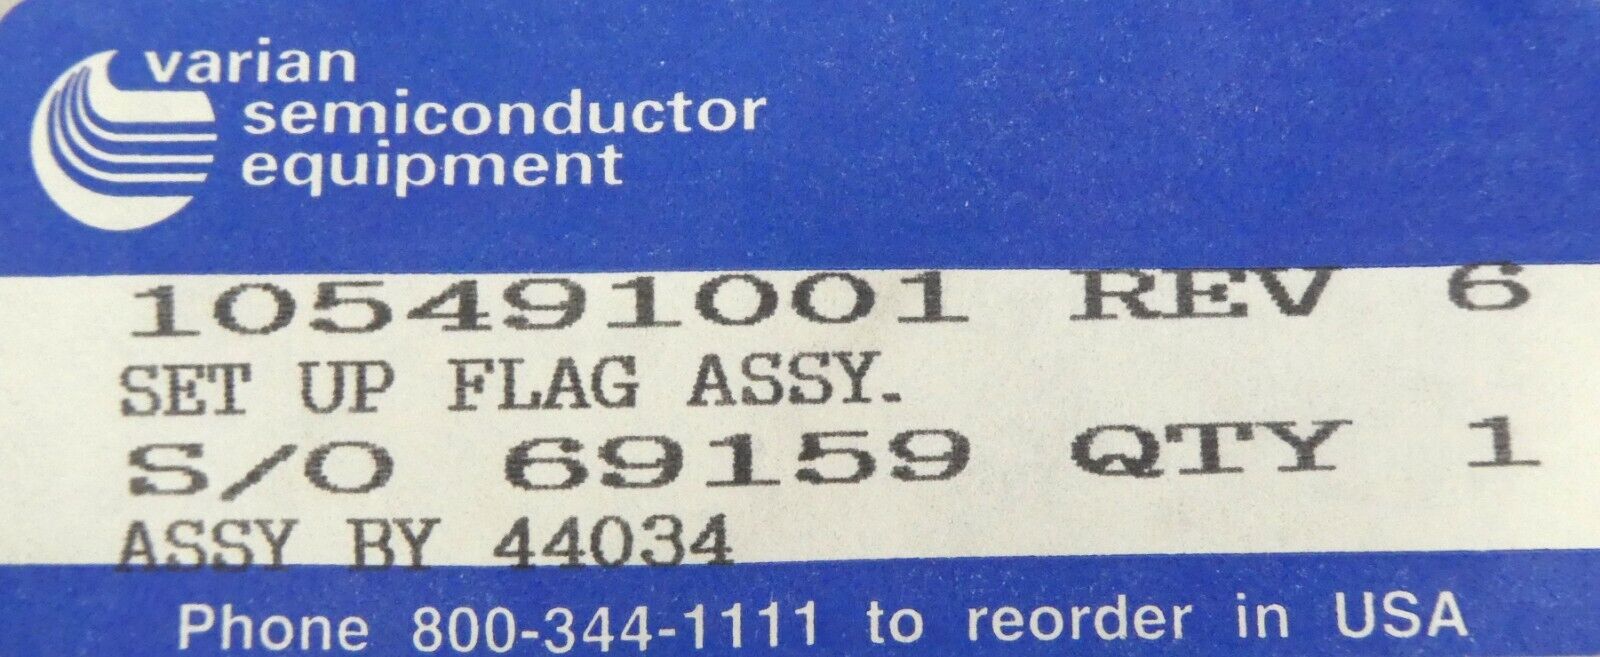 varian
semiconductor
equipment
105491001 REV 6
SET UP FLAG ASSY.
S/O 69159 QTY 1
ASSY BY 44034
Phone 800-344-1111 to reorder in USA